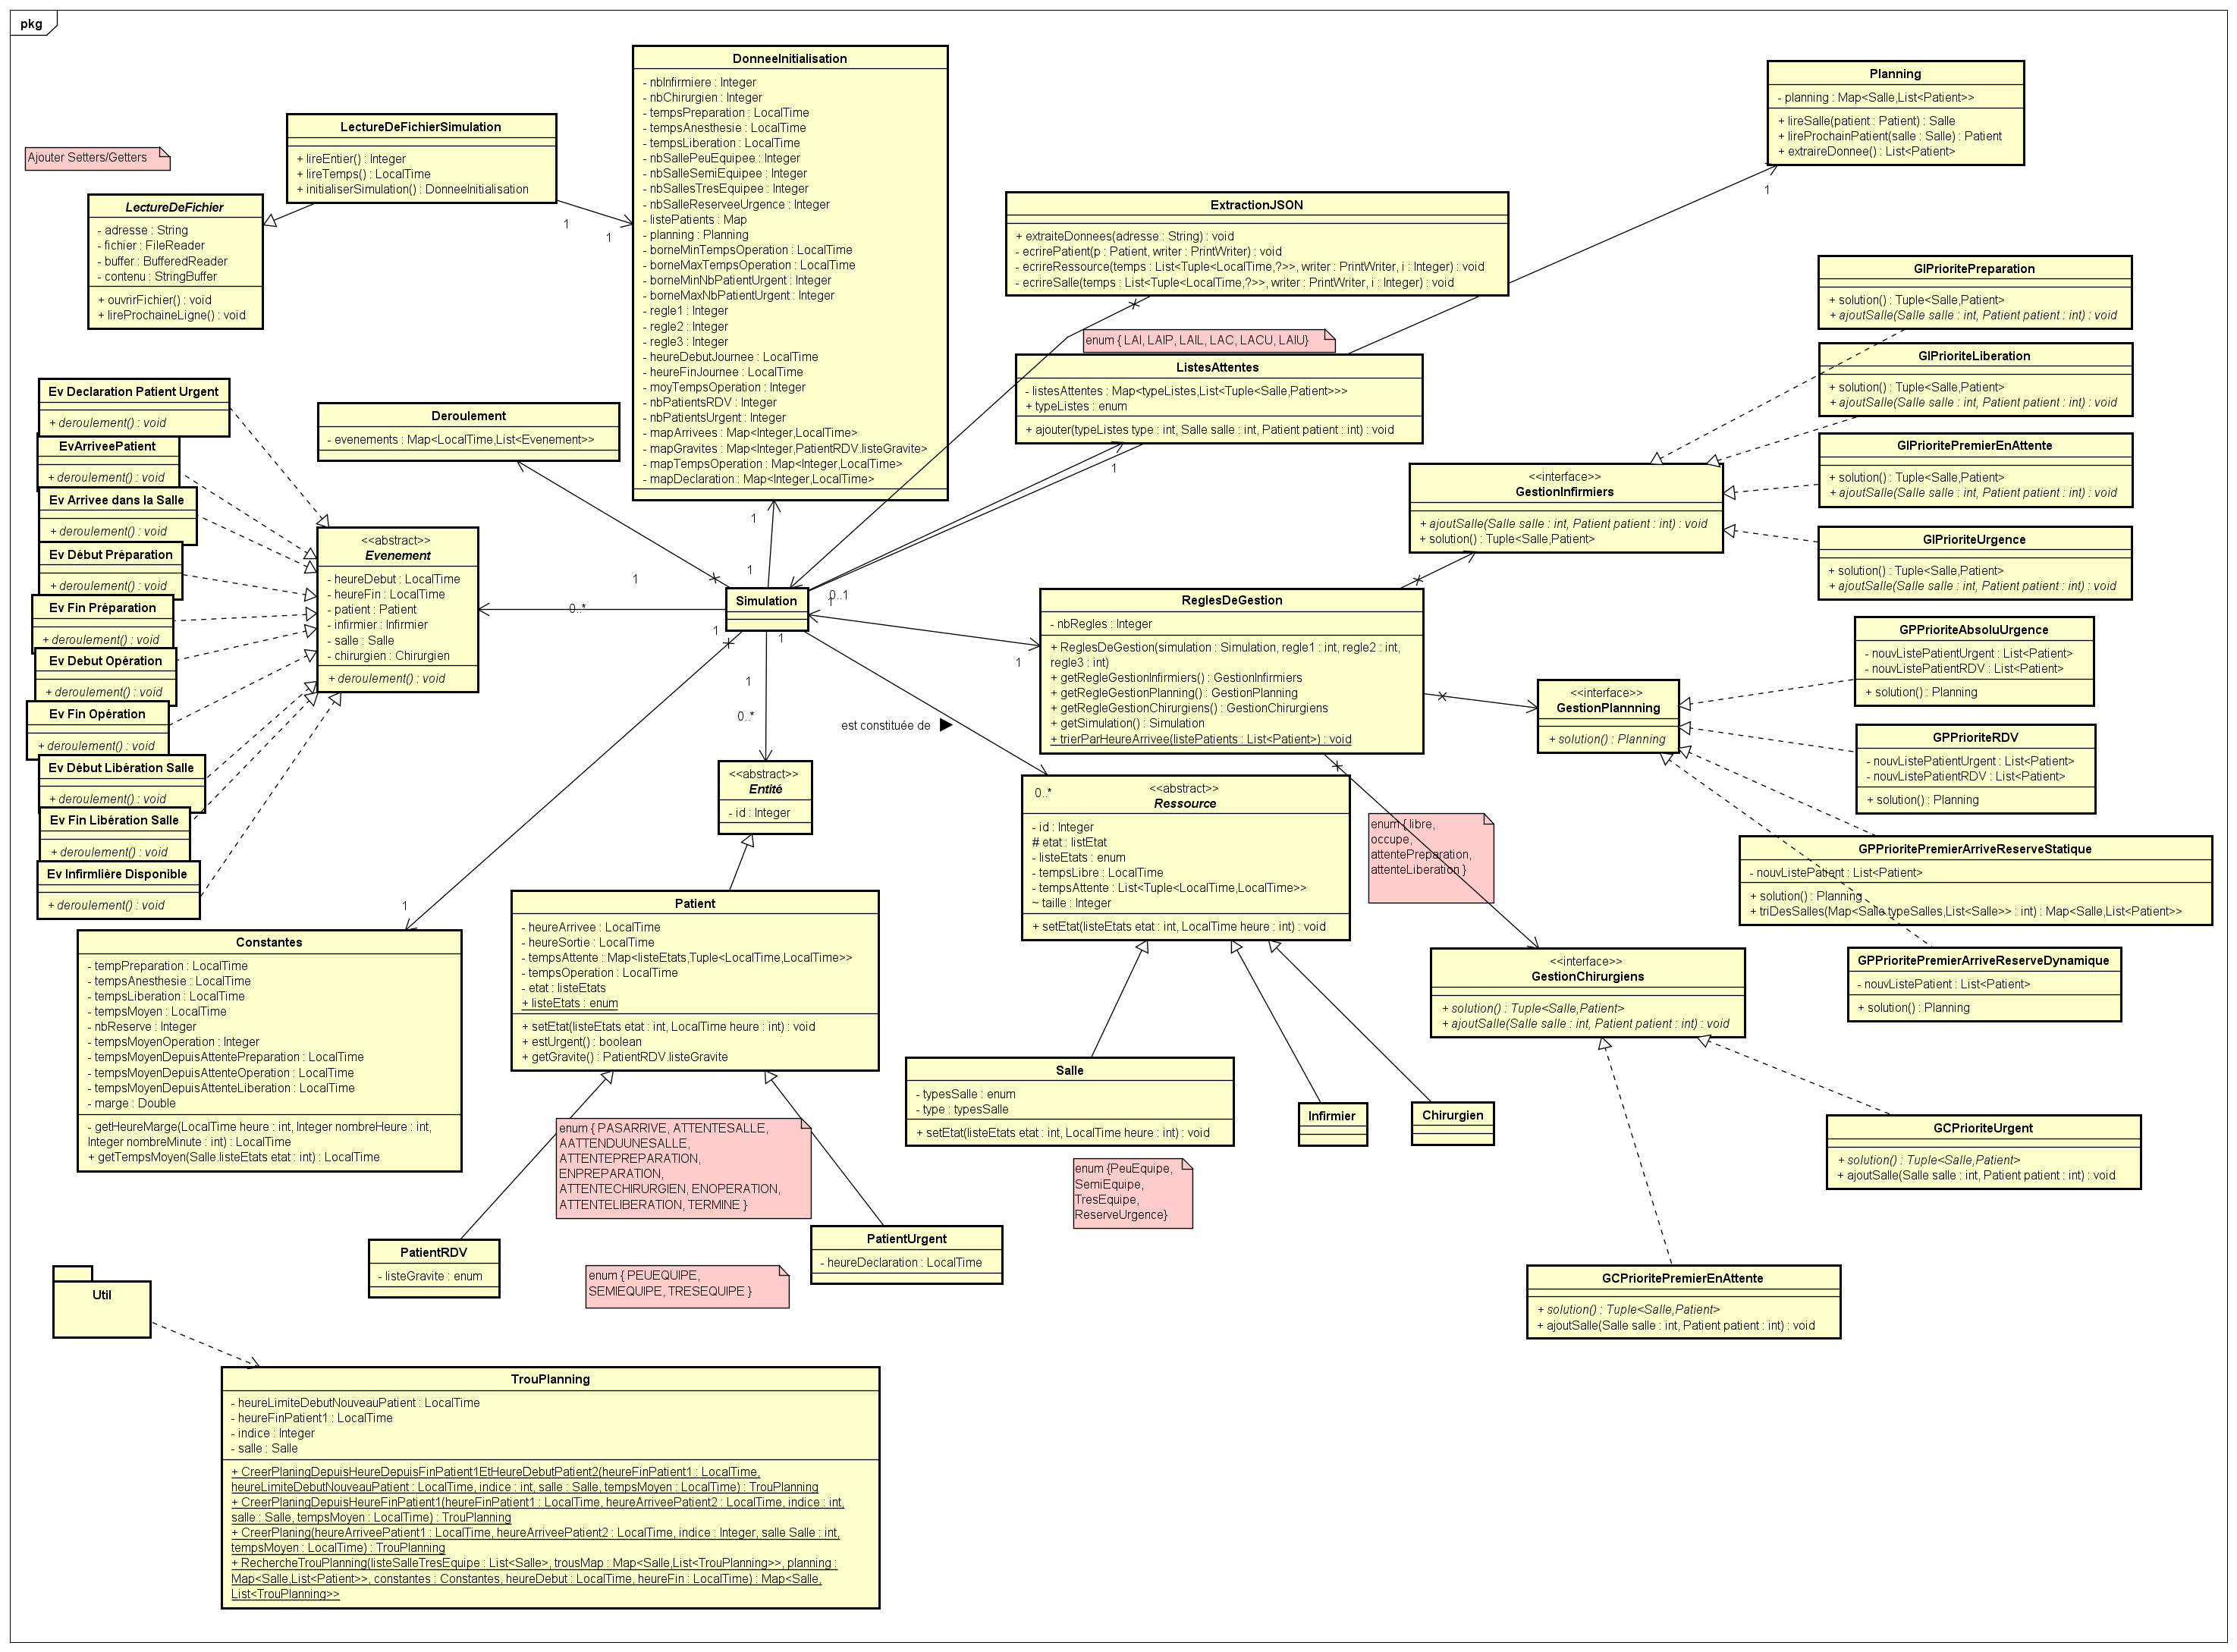 pkg
Ajouter Setters/Getters
LectureDeFichier
- adresse : String
- fichier : FileReader
- buffer : BufferedReader
- contenu : StringBuffer
+ ouvrirFichier() : void
+ lireProchaineLigne() : void
LectureDeFichierSimulation
+ lireEntier() : Integer
+ lireTemps() : LocalTime
+ initialiserSimulation() : DonneeInitialisation
1
1
DonneeInitialisation
- nbInfirmiere : Integer
- nbChirurgien : Integer
- tempsPreparation : LocalTime
- tempsAnesthesie : LocalTime
- tempsLiberation : LocalTime
- nbSallePeuEquipee : Integer
- nbSalleSemiEquipee : Integer
- nbSallesTresEquipee : Integer
- nbSalleReserveeUrgence : Integer
- listePatients : Map
- planning : Planning
- borneMinTempsOperation : LocalTime
- borneMaxTempsOperation : LocalTime
- borneMinNbPatientUrgent : Integer
- borneMaxNbPatientUrgent : Integer
- regle1 : Integer
- regle2 : Integer
- regle3 : Integer
- heureDebutJournee : LocalTime
- heureFinJournee : LocalTime
- moyTempsOperation : Integer
- nbPatientsRDV : Integer
- nbPatientsUrgent : Integer
- mapArrivees : Map<Integer,LocalTime>
- mapGravites : Map<Integer,PatientRDV.listeGravite>
- mapTempsOperation : Map<Integer,LocalTime>
- mapDeclaration : Map<Integer,LocalTime>
Planning
- planning : Map<Salle,List<Patient>>
+ lireSalle(patient : Patient) : Salle
+ lireProchainPatient(salle : Salle) : Patient
+ extraireDonnee() : List<Patient>
1
ExtractionJSON
+ extraiteDonnees(adresse : String) : void
- ecrirePatient(p : Patient, writer : PrintWriter) : void
- ecrireRessource(temps : List<Tuple<LocalTime,?>>, writer : PrintWriter, i : Integer) : void
- ecrireSalle(temps : List<Tuple<LocalTime,?>>, writer : PrintWriter, i : Integer) : void
enum { LAI, LAIP, LAIL, LAC, LACU, LAIU}
ListesAttentes
- listesAttentes : Map<typeListes,List<Tuple<Salle,Patient>>>
+ typeListes : enum
+ ajouter(typeListes type : int, Salle salle : int, Patient patient : int) : void
1
GIPrioritePreparation
+ solution() : Tuple<Salle,Patient>
+ ajoutSalle(Salle salle : int, Patient patient : int) : void
GIPrioriteLiberation
+ solution() : Tuple<Salle,Patient>
+ ajoutSalle(Salle salle : int, Patient patient : int) : void
GIPrioritePremierEnAttente
+ solution() : Tuple<Salle,Patient>
+ ajoutSalle(Salle salle : int, Patient patient : int) : void
GIPrioriteUrgence
+ solution() : Tuple<Salle,Patient>
+ ajoutSalle(Salle salle : int, Patient patient : int) : void
<<interface>>
GestionInfirmiers
+ ajoutSalle(Salle salle : int, Patient patient : int) : void
+ solution() : Tuple<Salle,Patient>
Ev Declaration Patient Urgent
+ deroulement() : void
EvArriveePatient
+ deroulement() : void
Ev Arrivee dans la Salle
+ deroulement() : void
Ev Début Préparation
+ deroulement() : void
Ev Fin Préparation
+ deroulement() : void
Ev Debut Opération
+ deroulement() : void
Ev Fin Opération
+ deroulement() : void
Ev Début Libération Salle
+ deroulement() : void
Ev Fin Libération Salle
+ deroulement() : void
Ev Infirmlière Disponible
+ deroulement() : void
Deroulement
- evenements : Map<LocalTime,List<Evenement>>
<<abstract>>
Evenement
- heureDebut : LocalTime
- heureFin : LocalTime
- patient : Patient
- infirmier : Infirmier
- salle : Salle
- chirurgien : Chirurgien
+ deroulement() : void
1
0..*
1
1
Simulation
0..1
1
1
1
1
1
0..*
est constituée de
ReglesDeGestion
- nbRegles : Integer
+ ReglesDeGestion(simulation : Simulation, regle1 : int, regle2 : int,
regle3 : int)
+ getRegleGestionInfirmiers() : GestionInfirmiers
+ getRegleGestionPlanning() : GestionPlanning
+ getRegleGestionChirurgiens() : GestionChirurgiens
+ getSimulation() : Simulation
+ trierParHeureArrivee(listePatients : List<Patient>) : void
<<interface>>
GestionPlannning
+ solution() : Planning
GPPrioriteAbsoluUrgence
- nouvListePatientUrgent : List<Patient>
- nouvListePatientRDV : List<Patient>
+ solution() : Planning
GPPrioriteRDV
- nouvListePatientUrgent : List<Patient>
- nouvListePatientRDV : List<Patient>
+ solution() : Planning
GPPrioritePremierArriveReserveStatique
- nouvListePatient : List<Patient>
+ solution() : Planning
+ triDesSalles(Map<Salle.typeSalles,List<Salle>> : int) : Map<Salle,List<Patient>>
GPPrioritePremierArriveReserveDynamique
- nouvListePatient : List<Patient>
+ solution() : Planning
<<abstract>>
Entité
- id : Integer
0..*
<<abstract>>
Ressource
- id : Integer
# etat : listEtat
- listeEtats : enum
- tempsLibre : LocalTime
- tempsAttente : List<Tuple<LocalTime,LocalTime>>
~ taille : Integer
+ setEtat(listeEtats etat : int, LocalTime heure : int) : void
enum { libre,
occupe,
attentePreparation,
attenteLiberation }
1
Constantes
- tempPreparation : LocalTime
- tempsAnesthesie : LocalTime
- tempsLiberation : LocalTime
- tempsMoyen : LocalTime
- nbReserve : Integer
- tempsMoyenOperation : Integer
- tempsMoyenDepuisAttentePreparation : LocalTime
- tempsMoyenDepuisAttenteOperation : LocalTime
- tempsMoyenDepuisAttenteLiberation : LocalTime
- marge : Double
- getHeureMarge(LocalTime heure : int, Integer nombreHeure : int,
Integer nombreMinute : int) : LocalTime
+ getTempsMoyen(Salle.listeEtats etat : int) : LocalTime
Patient
- heureArrivee : LocalTime
- heureSortie : LocalTime
- tempsAttente : Map<listeEtats,Tuple<LocalTime,LocalTime>>
- tempsOperation : LocalTime
- etat : listeEtats
+ listeEtats : enum
+ setEtat(listeEtats etat : int, LocalTime heure : int) : void
+ estUrgent() : boolean
+ getGravite() : PatientRDV.listeGravite
<<interface>>
GestionChirurgiens
+ solution() : Tuple<Salle,Patient>
+ ajoutSalle(Salle salle : int, Patient patient : int) : void
Salle
- typesSalle : enum
- type : typesSalle
+ setEtat(listeEtats etat : int, LocalTime heure : int) : void
Infirmier
Chirurgien
enum {PeuEquipe,
SemiEquipe,
TresEquipe,
ReserveUrgence}
enum { PASARRIVE, ATTENTESALLE,
AATTENDUUNESALLE,
ATTENTEPREPARATION,
ENPREPARATION,
ATTENTECHIRURGIEN, ENOPERATION,
ATTENTELIBERATION, TERMINE }
GCPrioriteUrgent
+ solution() : Tuple<Salle,Patient>
+ ajoutSalle(Salle salle : int, Patient patient : int) : void
PatientRDV
- listeGravite : enum
PatientUrgent
- heureDeclaration : LocalTime
enum { PEUEQUIPE,
SEMIEQUIPE, TRESEQUIPE }
GCPrioritePremierEnAttente
+ solution() : Tuple<Salle,Patient>
+ ajoutSalle(Salle salle : int, Patient patient : int) : void
Util
TrouPlanning
- heureLimiteDebutNouveauPatient : LocalTime
- heureFinPatient1 : LocalTime
- indice : Integer
- salle : Salle
+ CreerPlaningDepuisHeureDepuisFinPatient1EtHeureDebutPatient2(heureFinPatient1 : LocalTime,
heureLimiteDebutNouveauPatient : LocalTime, indice : int, salle : Salle, tempsMoyen : LocalTime) : TrouPlanning
+ CreerPlaningDepuisHeureFinPatient1(heureFinPatient1 : LocalTime, heureArriveePatient2 : LocalTime, indice : int,
salle : Salle, tempsMoyen : LocalTime) : TrouPlanning
+ CreerPlaning(heureArriveePatient1 : LocalTime, heureArriveePatient2 : LocalTime, indice : Integer, salle Salle : int,
tempsMoyen : LocalTime) : TrouPlanning
+ RechercheTrouPlanning(listeSalleTresEquipe : List<Salle>, trousMap : Map<Salle,List<TrouPlanning>>, planning :
Map<Salle,List<Patient>>, constantes : Constantes, heureDebut : LocalTime, heureFin : LocalTime) : Map<Salle,
List<TrouPlanning>>